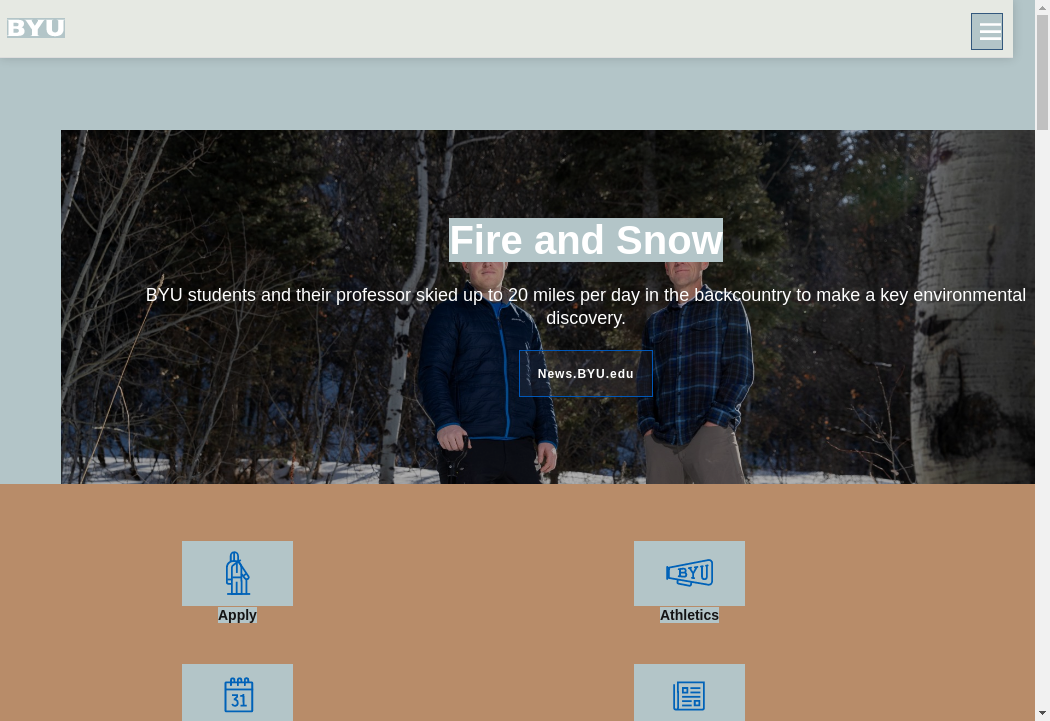 BYU
Fire and Snow
BYU students and their professor skied up to 20 miles per day in the backcountry to make a key environmental
discovery.
News.BYU.edu
BYU
Apply
Athletics
31